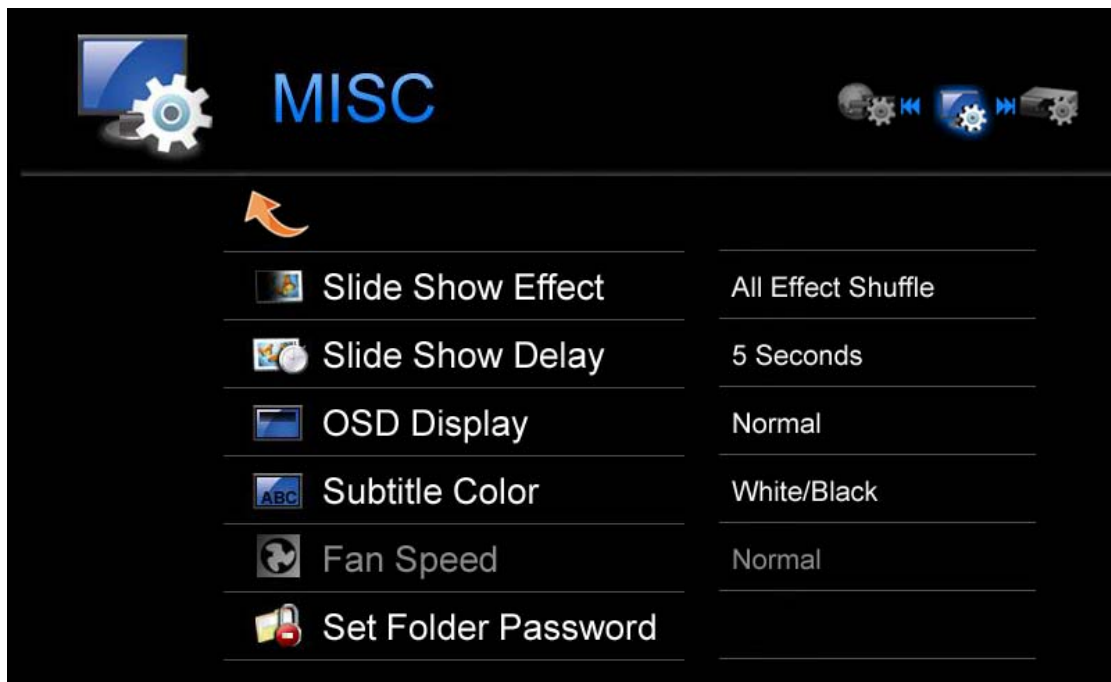 MISC
Slide Show Effect All Effect Shuffle
Slide Show Delay 5 Seconds
OSD Display Normal
ABC Subtitle Color White/Black
Fan Speed Normal
Set Folder Password